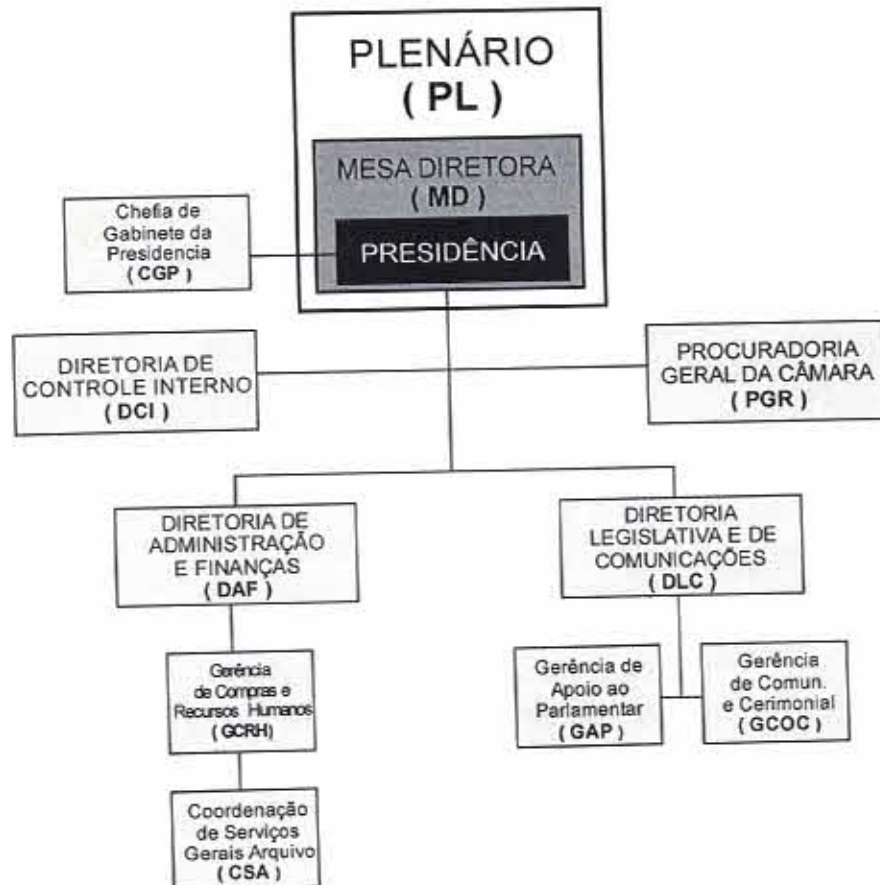 PLENÁRIO
( PL )
MESA DIRETORA
( MD )
PRESIDÊNCIA
Chefia de
Gabinete da
Presidencia
( CGP )
DIRETORIA DE
CONTROLE INTERNO
( DCI )
PROCURADORIA
GERAL DA CÂMARA
( PGR )
DIRETORIA DE
ADMINISTRAÇÃO
E FINANÇAS
( DAF )
DIRETORIA
LEGISLATIVA E DE
COMUNICAÇÕES
( DLC )
Gerência
de Compras e
Recursos Humanos
( GCRH)
Gerência de
Apoio ao
Parlamentar
( GAP )
Gerência
de Comun.
e Cerimonial
( GCOC )
Coordenação
de Serviços
Gerais Arquivo
( CSA )